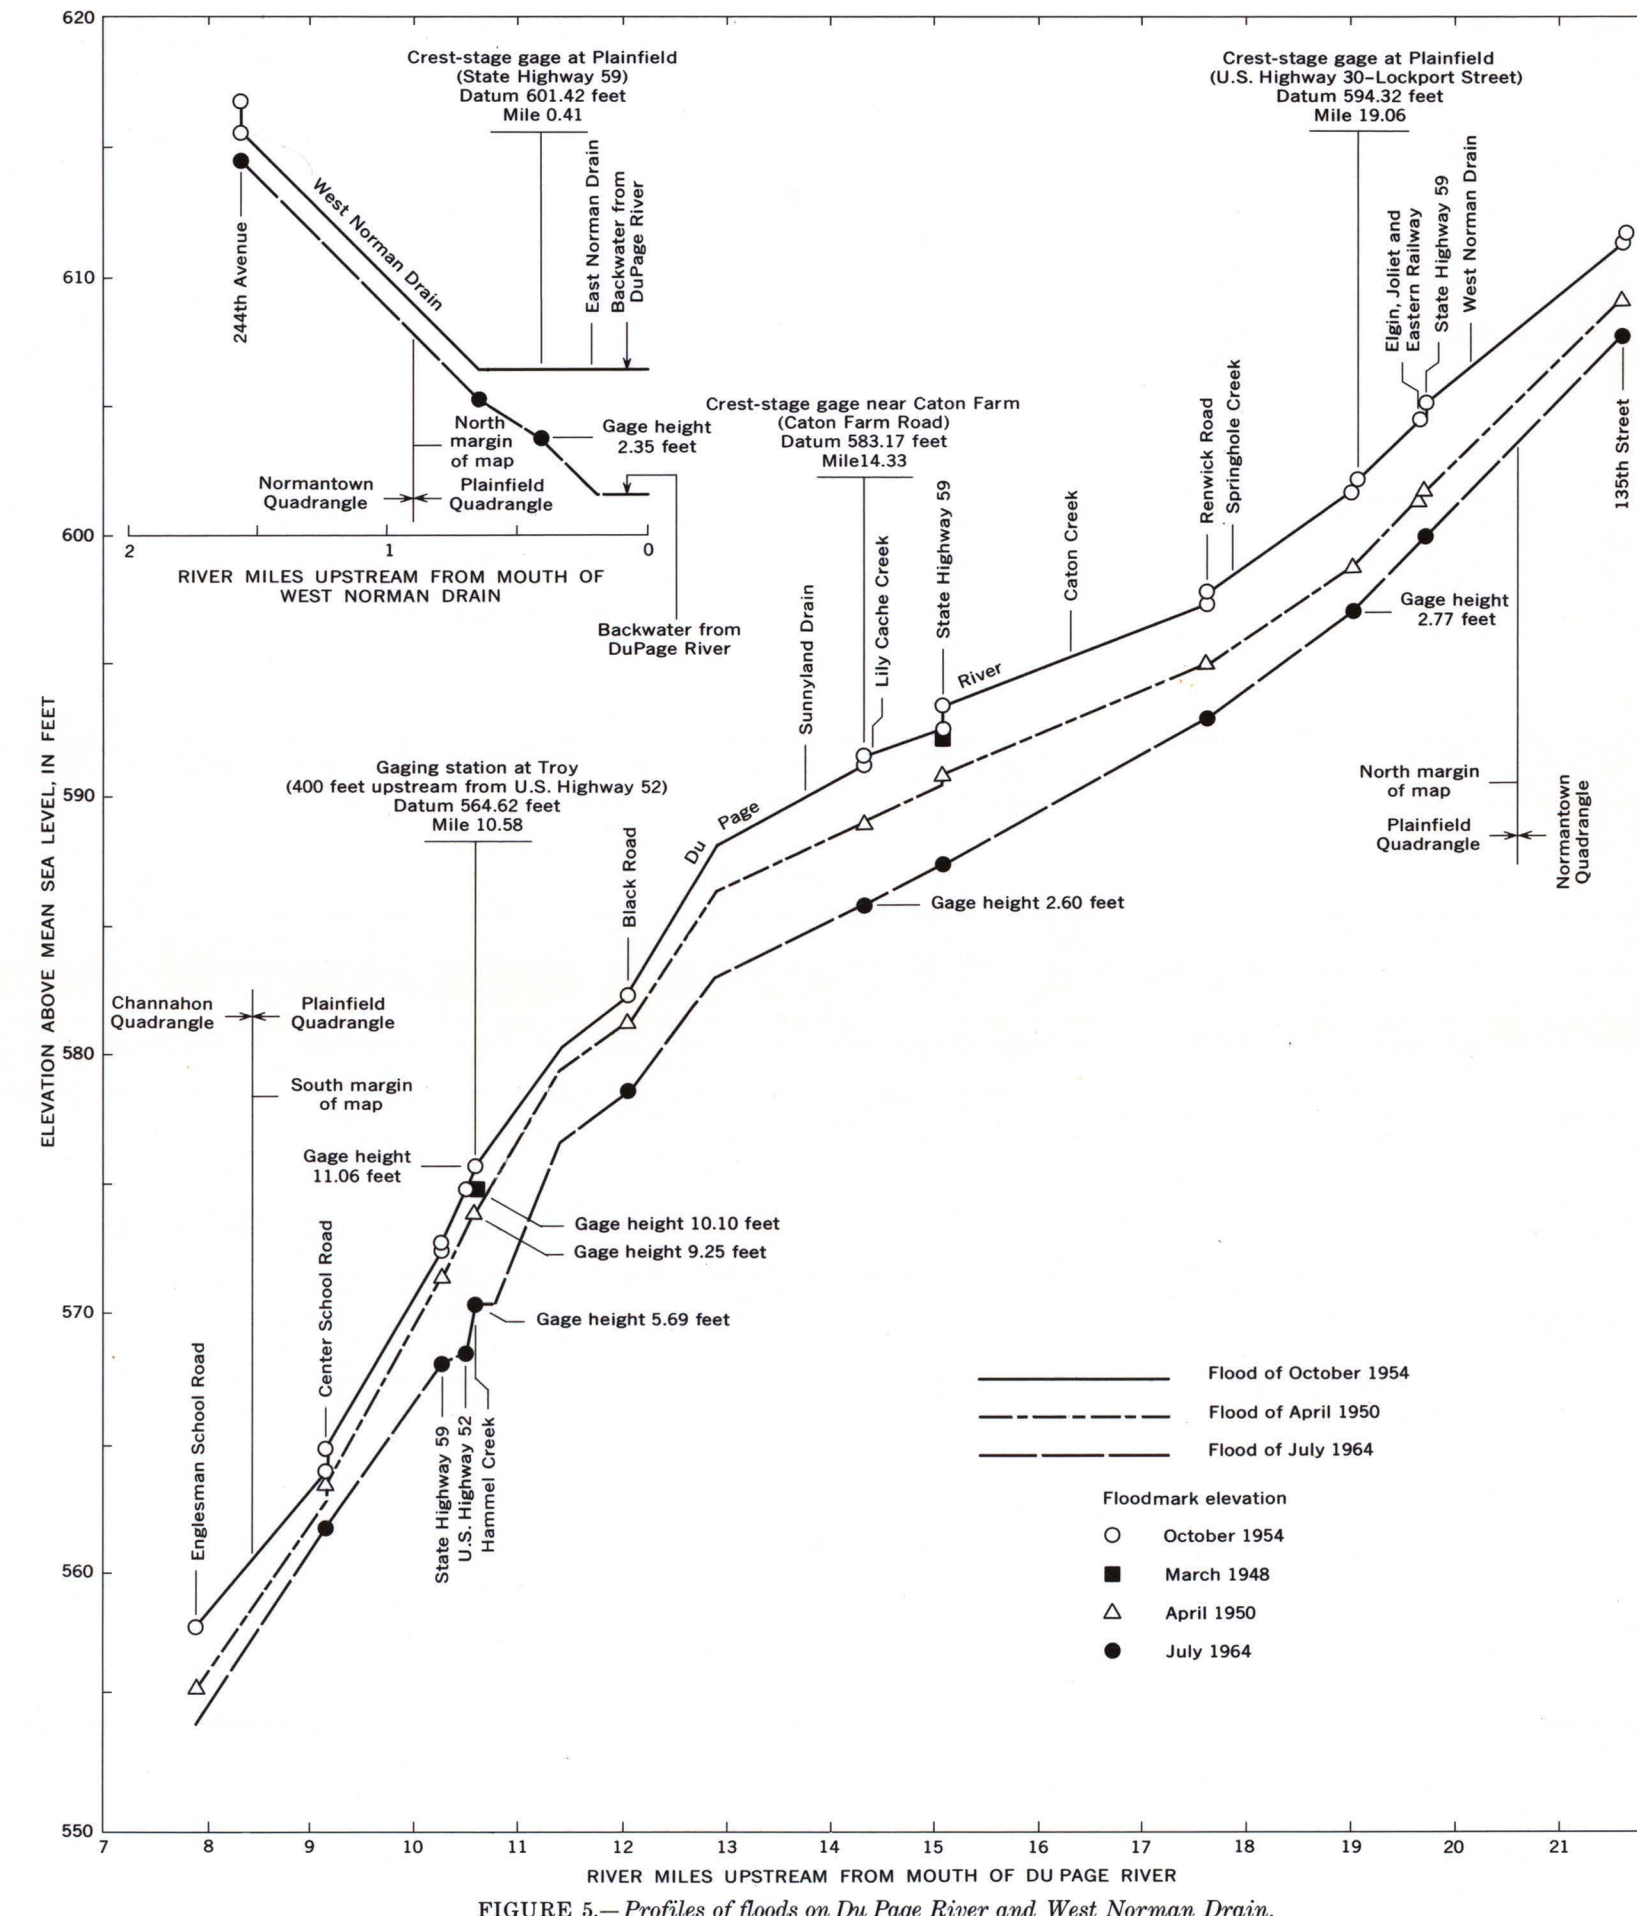 620
610
600
590
580
570
560
550
ELEVATION ABOVE MEAN SEA LEVEL, IN FEET
Crest-stage gage at Plainfield
(State Highway 59)
Datum 601.42 feet
Mile 0.41
Crest-stage gage at Plainfield
(U.S. Highway 30–Lockport Street)
Datum 594.32 feet
Mile 19.06
244th Avenue
West Norman Drain
East Norman Drain
Backwater from
DuPage River
North
margin
of map
Gage height
2.35 feet
Normantown
Quadrangle
Plainfield
Quadrangle
2
1
0
RIVER MILES UPSTREAM FROM MOUTH OF
WEST NORMAN DRAIN
Backwater from
DuPage River
Crest-stage gage near Caton Farm
(Caton Farm Road)
Datum 583.17 feet
Mile14.33
Sunnyland Drain
Lily Cache Creek
State Highway 59
Caton Creek
Renwick Road
Springhole Creek
Elgin, Joliet and
Eastern Railway
State Highway 59
West Norman Drain
135th Street
Gage height
2.77 feet
River
Page
Du
North margin
of map
Plainfield
Quadrangle
Normantown
Quadrangle
Gaging station at Troy
(400 feet upstream from U.S. Highway 52)
Datum 564.62 feet
Mile 10.58
Black Road
Gage height 2.60 feet
Channahon
Quadrangle
Plainfield
Quadrangle
South margin
of map
Gage height
11.06 feet
Gage height 10.10 feet
Gage height 9.25 feet
Gage height 5.69 feet
Englesman School Road
Center School Road
State Highway 59
U.S. Highway 52
Hammel Creek
Flood of October 1954
Flood of April 1950
Flood of July 1964
Floodmark elevation
October 1954
March 1948
April 1950
July 1964
7
8
9
10
11
12
13
14
15
16
17
18
19
20
21
RIVER MILES UPSTREAM FROM MOUTH OF DU PAGE RIVER
FIGURE 5.—Profiles of floods on Du Page River and West Norman Drain.